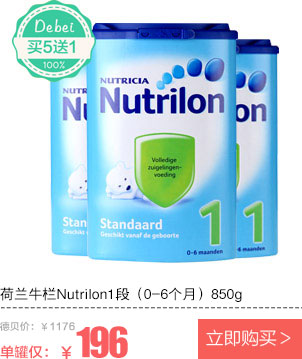 Debei
买5送1
100%
NUTRICIA
Nutrilon
Volledige
zuigelingen-
voeding
Standaard
Geschikt vanaf de geboorte
1
0-6 maanden
荷兰牛栏Nutrilon1段（0-6个月）850g
德贝价：￥1176
单罐仅：￥196
立即购买 >